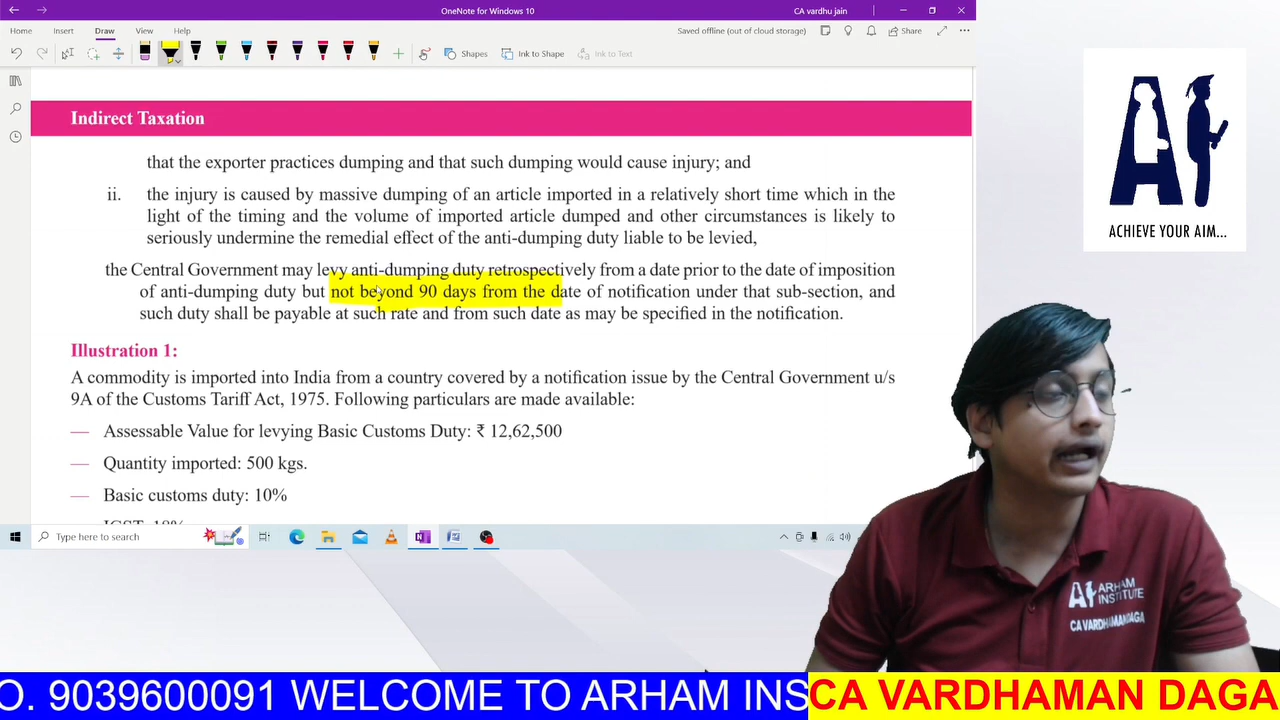 OneNote for Windows 10
CA vardhu jain
Home Insert Draw View Help
Saved offline (out of cloud storage)
Share
Shapes
Ink to Shape
Ink to Text
Indirect Taxation
that the exporter practices dumping and that such dumping would cause injury; and
ii. the injury is caused by massive dumping of an article imported in a relatively short time which in the
light of the timing and the volume of imported article dumped and other circumstances is likely to
seriously undermine the remedial effect of the anti-dumping duty liable to be levied,
the Central Government may levy anti-dumping duty retrospectively from a date prior to the date of imposition
of anti-dumping duty but not beyond 90 days from the date of notification under that sub-section, and
such duty shall be payable at such rate and from such date as may be specified in the notification.
Illustration 1:
A commodity is imported into India from a country covered by a notification issue by the Central Government u/s
9A of the Customs Tariff Act, 1975. Following particulars are made available:
— Assessable Value for levying Basic Customs Duty: ₹ 12,62,500
— Quantity imported: 500 kgs.
— Basic customs duty: 10%
IGST: 18%
Type here to search
ACHIEVE YOUR AIM...
ARHAM
INSTITUTE
CA VARDHAMAN DAGA
O. 9039600091 WELCOME TO ARHAM INS
CA VARDHAMAN DAGA